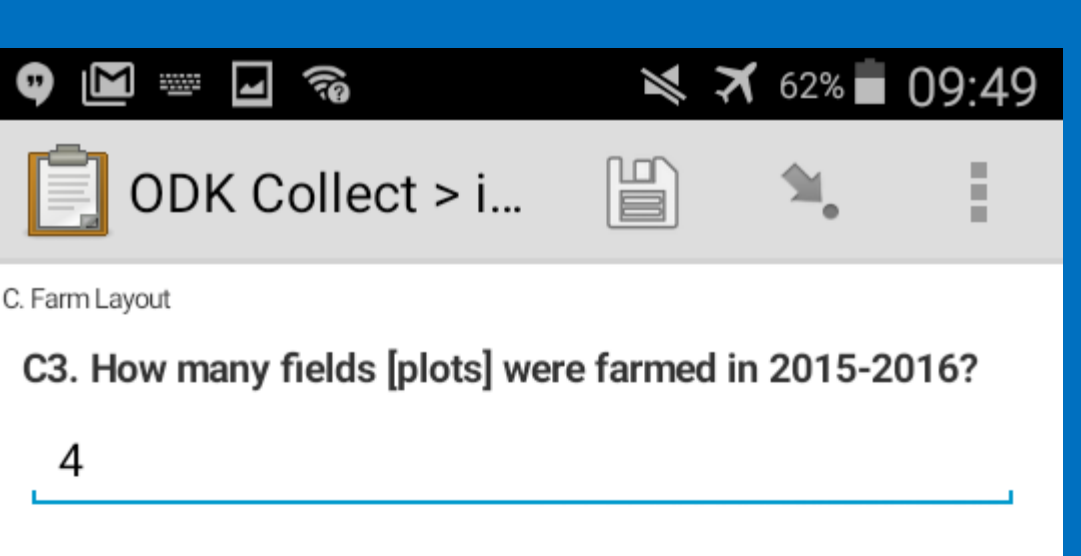 62% 09:49
ODK Collect > i...
C. Farm Layout
C3. How many fields [plots] were farmed in 2015-2016?
4